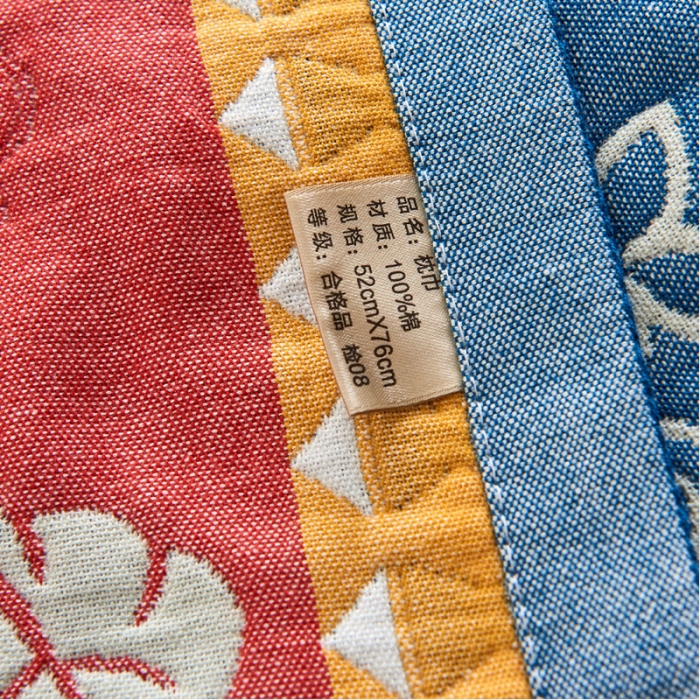 品名：枕巾
材质：100%棉
规格：52cmX76cm
等级：合格品 检08